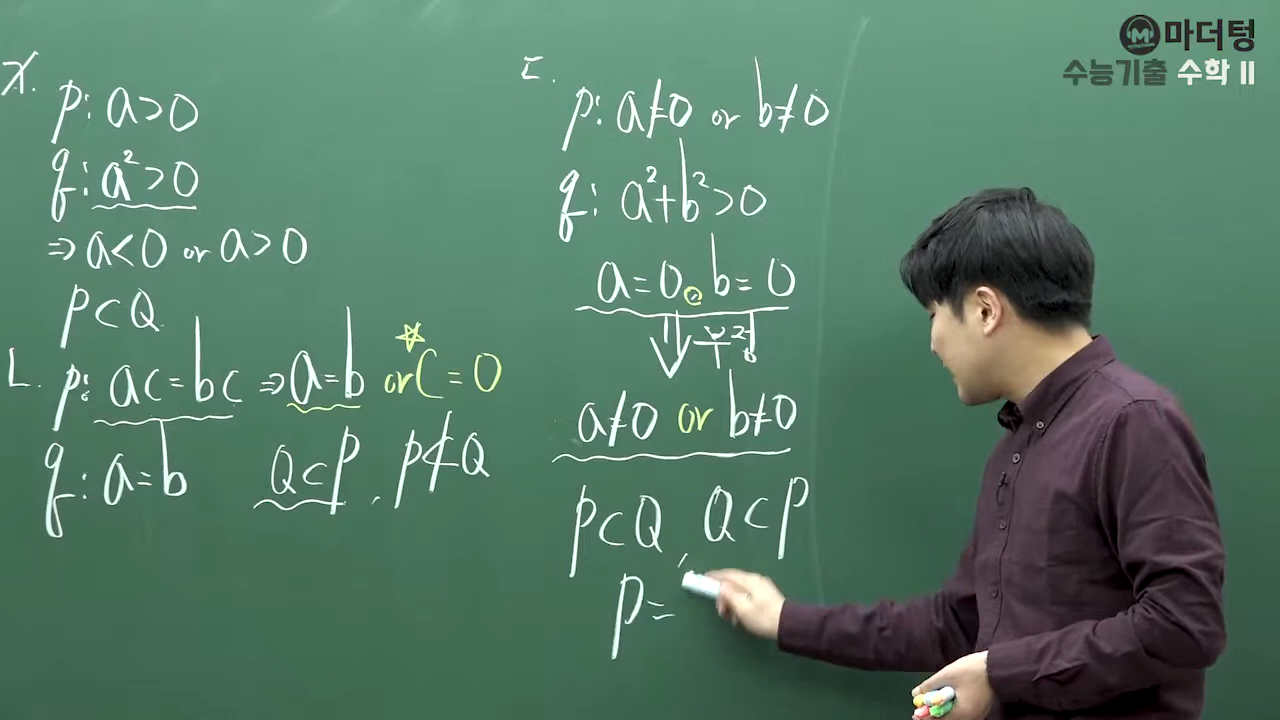 마더텅
수능기출 수학 II
ㄱ.
p: a>0
q: a²>0
⇒ a<0 or a>0
P⊂Q
ㄴ.
p: ac=bc ⇒ a=b or c=0
q: a=b
Q⊂P, P⊄Q
ㄷ.
p: a≠0 or b≠0
q: a²+b²>0
a=0, b=0
부정
a≠0 or b≠0
P⊂Q, Q⊂P
P=